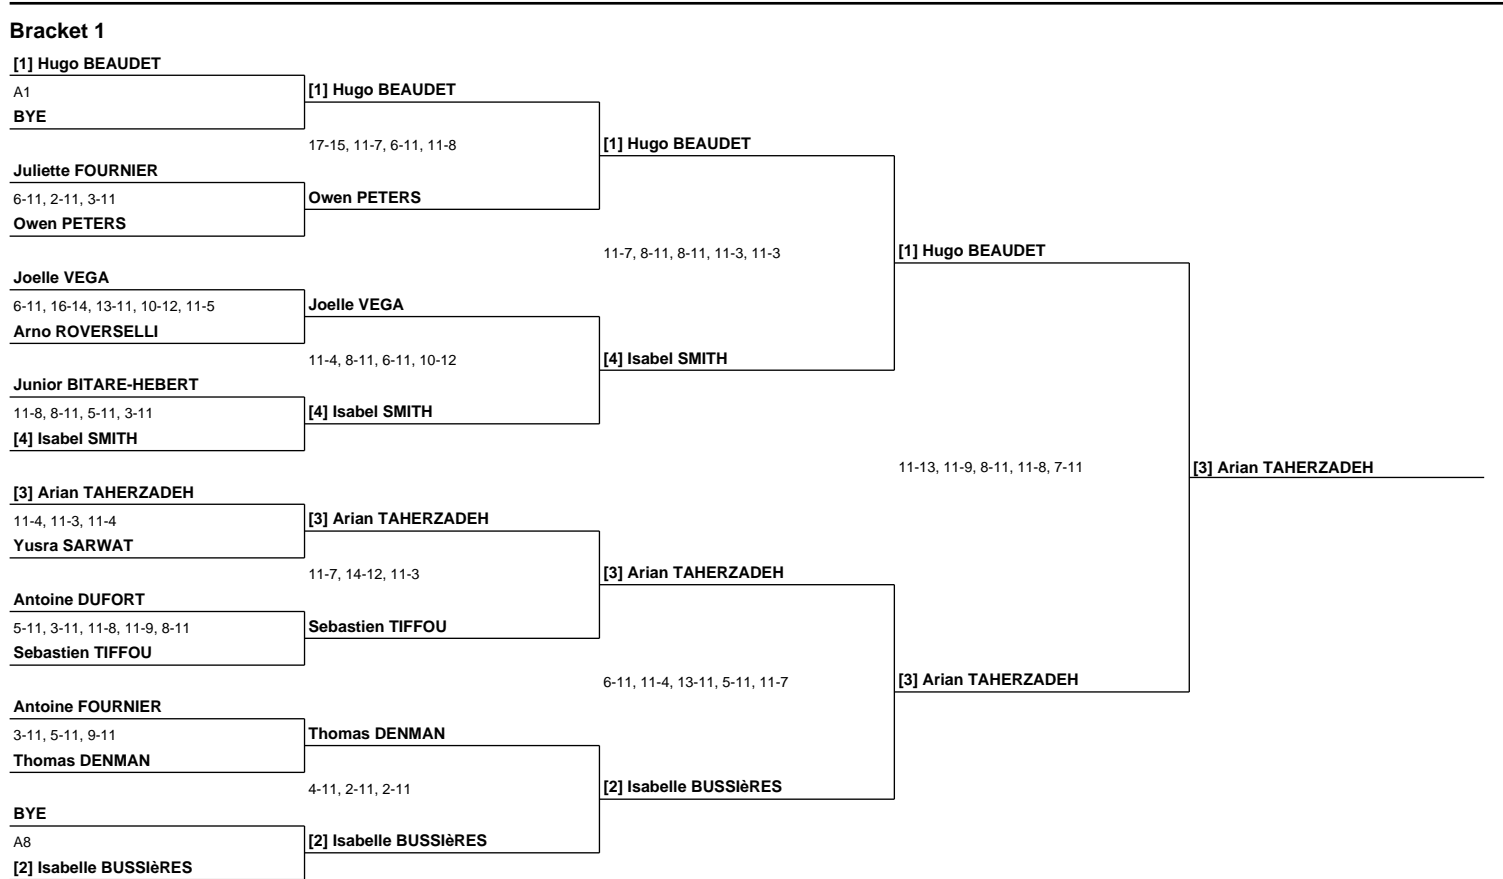 Bracket 1
[1] Hugo BEAUDET
A1
BYE
Juliette FOURNIER
6-11, 2-11, 3-11
Owen PETERS
Joelle VEGA
6-11, 16-14, 13-11, 10-12, 11-5
Arno ROVERSELLI
Junior BITARE-HEBERT
11-8, 8-11, 5-11, 3-11
[4] Isabel SMITH
[3] Arian TAHERZADEH
11-4, 11-3, 11-4
Yusra SARWAT
Antoine DUFORT
5-11, 3-11, 11-8, 11-9, 8-11
Sebastien TIFFOU
Antoine FOURNIER
3-11, 5-11, 9-11
Thomas DENMAN
BYE
A8
[2] Isabelle BUSSIèRES
[1] Hugo BEAUDET
17-15, 11-7, 6-11, 11-8
Owen PETERS
Joelle VEGA
11-4, 8-11, 6-11, 10-12
[4] Isabel SMITH
[3] Arian TAHERZADEH
11-7, 14-12, 11-3
Sebastien TIFFOU
Thomas DENMAN
4-11, 2-11, 2-11
[2] Isabelle BUSSIèRES
[1] Hugo BEAUDET
11-7, 8-11, 8-11, 11-3, 11-3
[4] Isabel SMITH
[3] Arian TAHERZADEH
6-11, 11-4, 13-11, 5-11, 11-7
[2] Isabelle BUSSIèRES
[1] Hugo BEAUDET
11-13, 11-9, 8-11, 11-8, 7-11
[3] Arian TAHERZADEH
[3] Arian TAHERZADEH